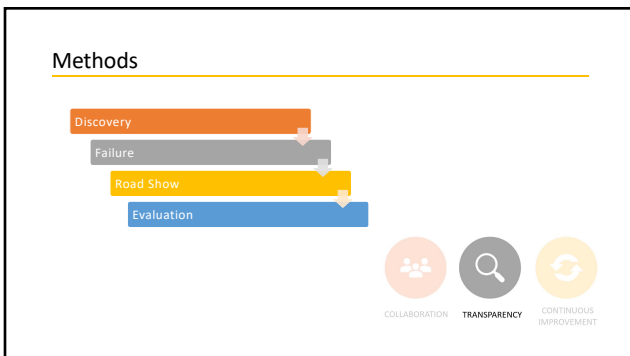 Methods
Discovery
Failure
Road Show
Evaluation
COLLABORATION
TRANSPARENCY
CONTINUOUS
IMPROVEMENT